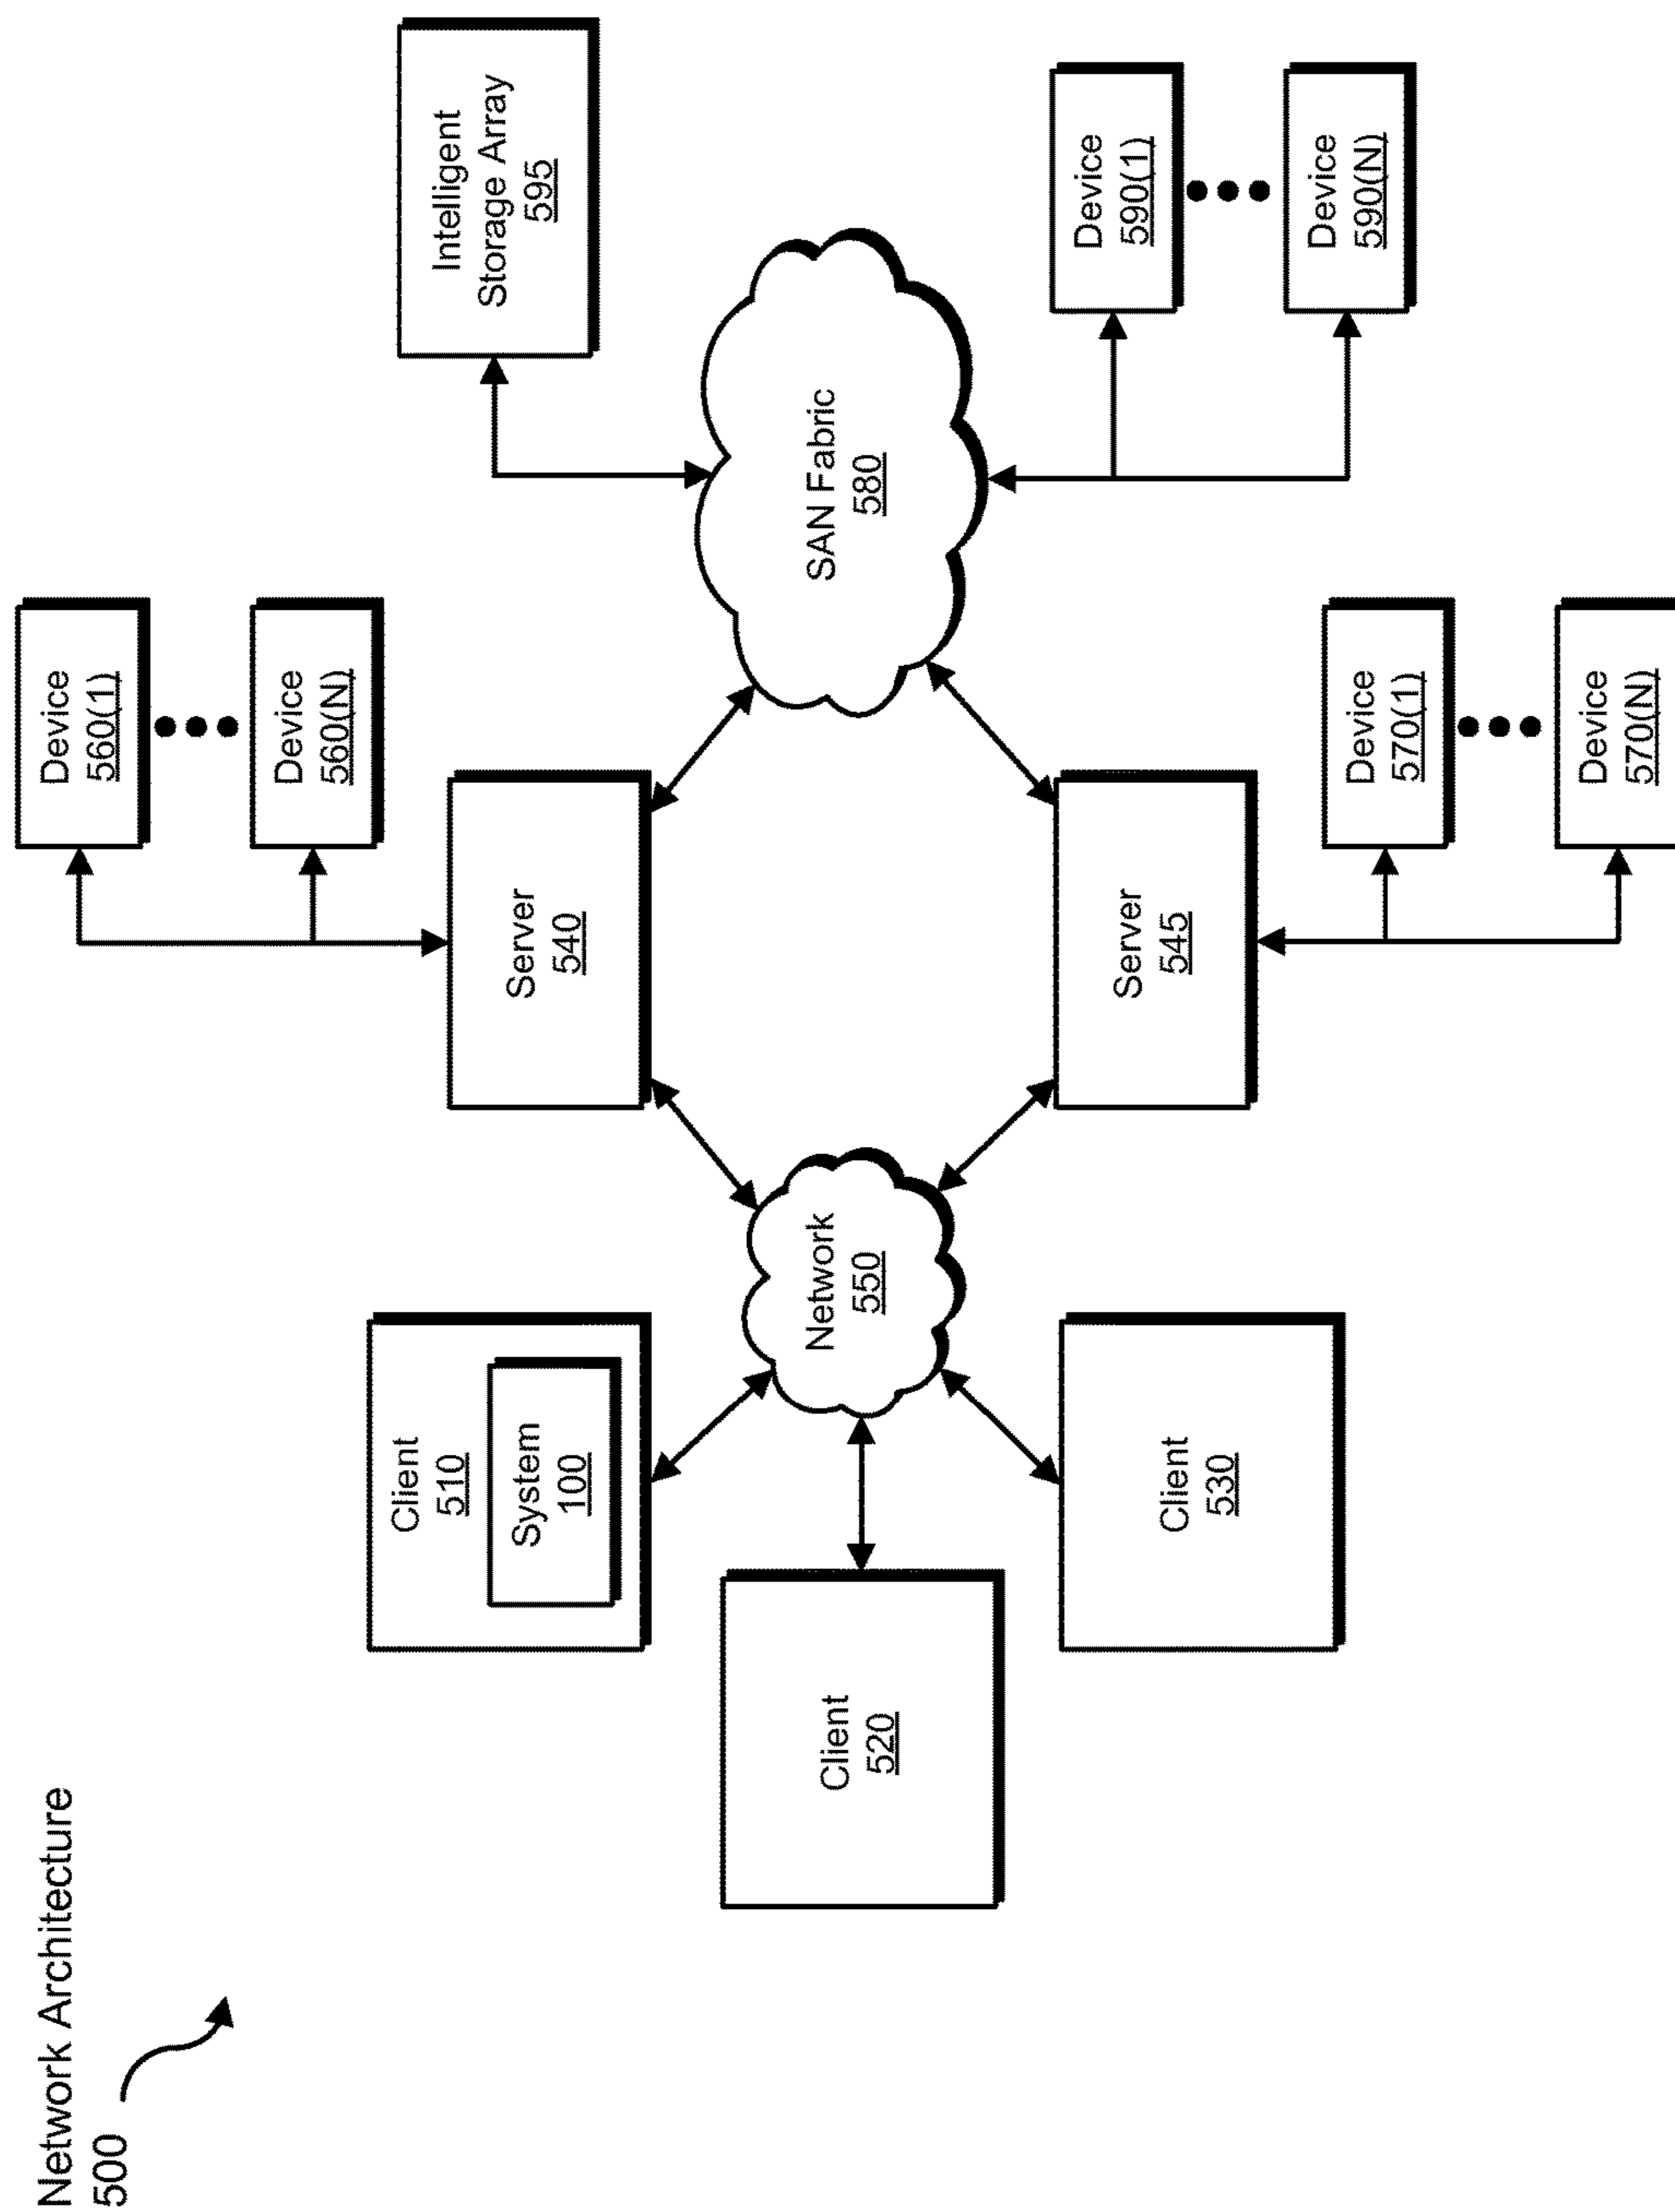 Network Architecture
500
Client
510
System
100
Client
520
Client
530
Network
550
Device
560(1)
Device
560(N)
Server
540
Server
545
Device
570(1)
Device
570(N)
SAN Fabric
580
Intelligent
Storage Array
595
Device
590(1)
Device
590(N)